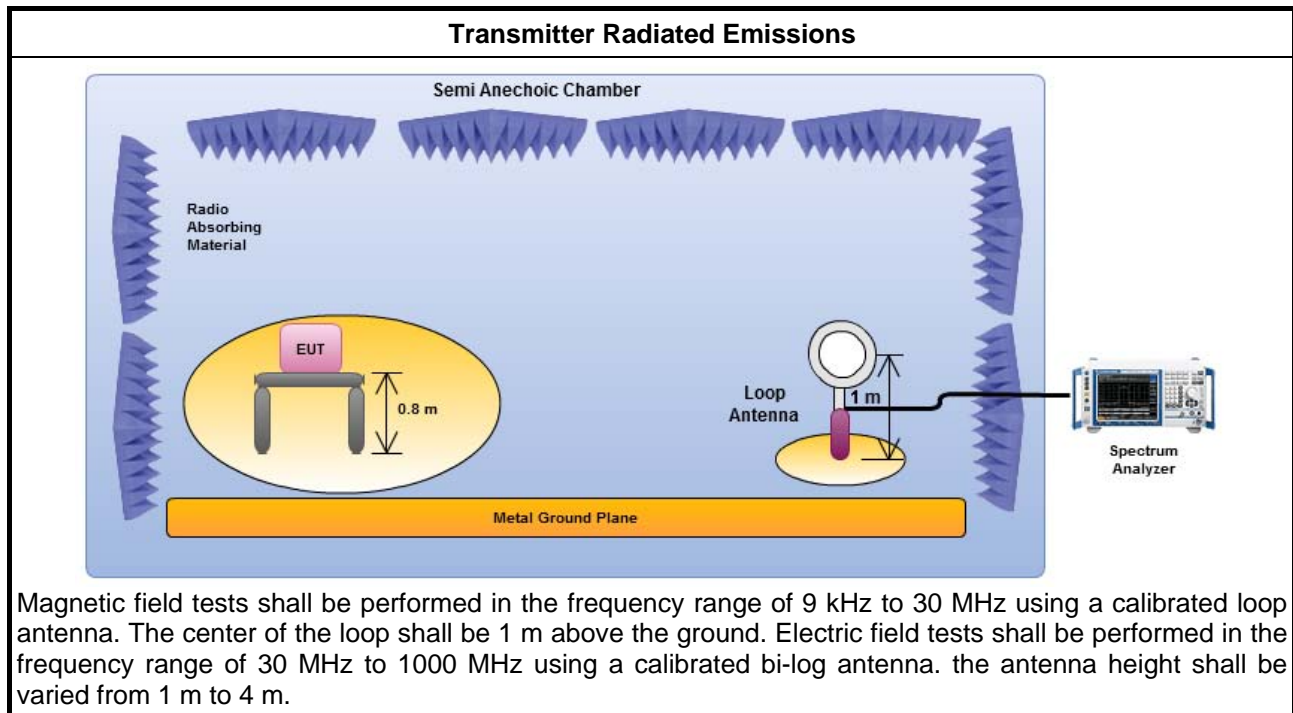 Transmitter Radiated Emissions
Semi Anechoic Chamber
Radio
Absorbing
Material
EUT
0.8 m
Loop
Antenna
1 m
Spectrum
Analyzer
Metal Ground Plane
Magnetic field tests shall be performed in the frequency range of 9 kHz to 30 MHz using a calibrated loop
antenna. The center of the loop shall be 1 m above the ground. Electric field tests shall be performed in the
frequency range of 30 MHz to 1000 MHz using a calibrated bi-log antenna. the antenna height shall be
varied from 1 m to 4 m.